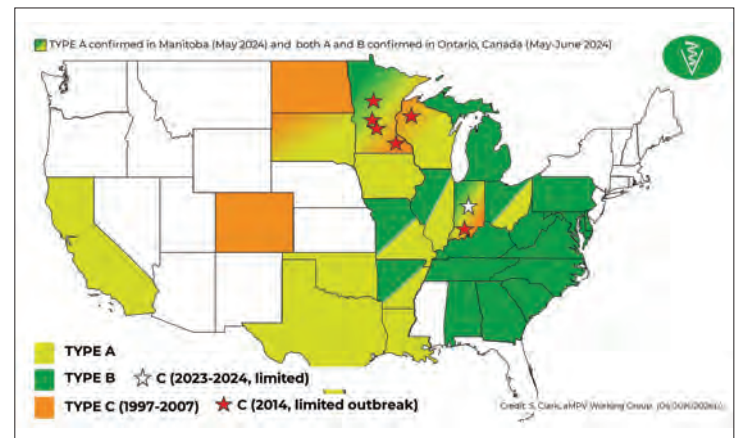 TYPE A confirmed in Manitoba (May 2024) and both A and B confirmed in Ontario, Canada (May-June 2024)
TYPE A
TYPE B ☆ C (2023-2024, limited)
TYPE C (1997-2007) ★ C (2014, limited outbreak)
Credit: S. Clark, aMPV Working Group